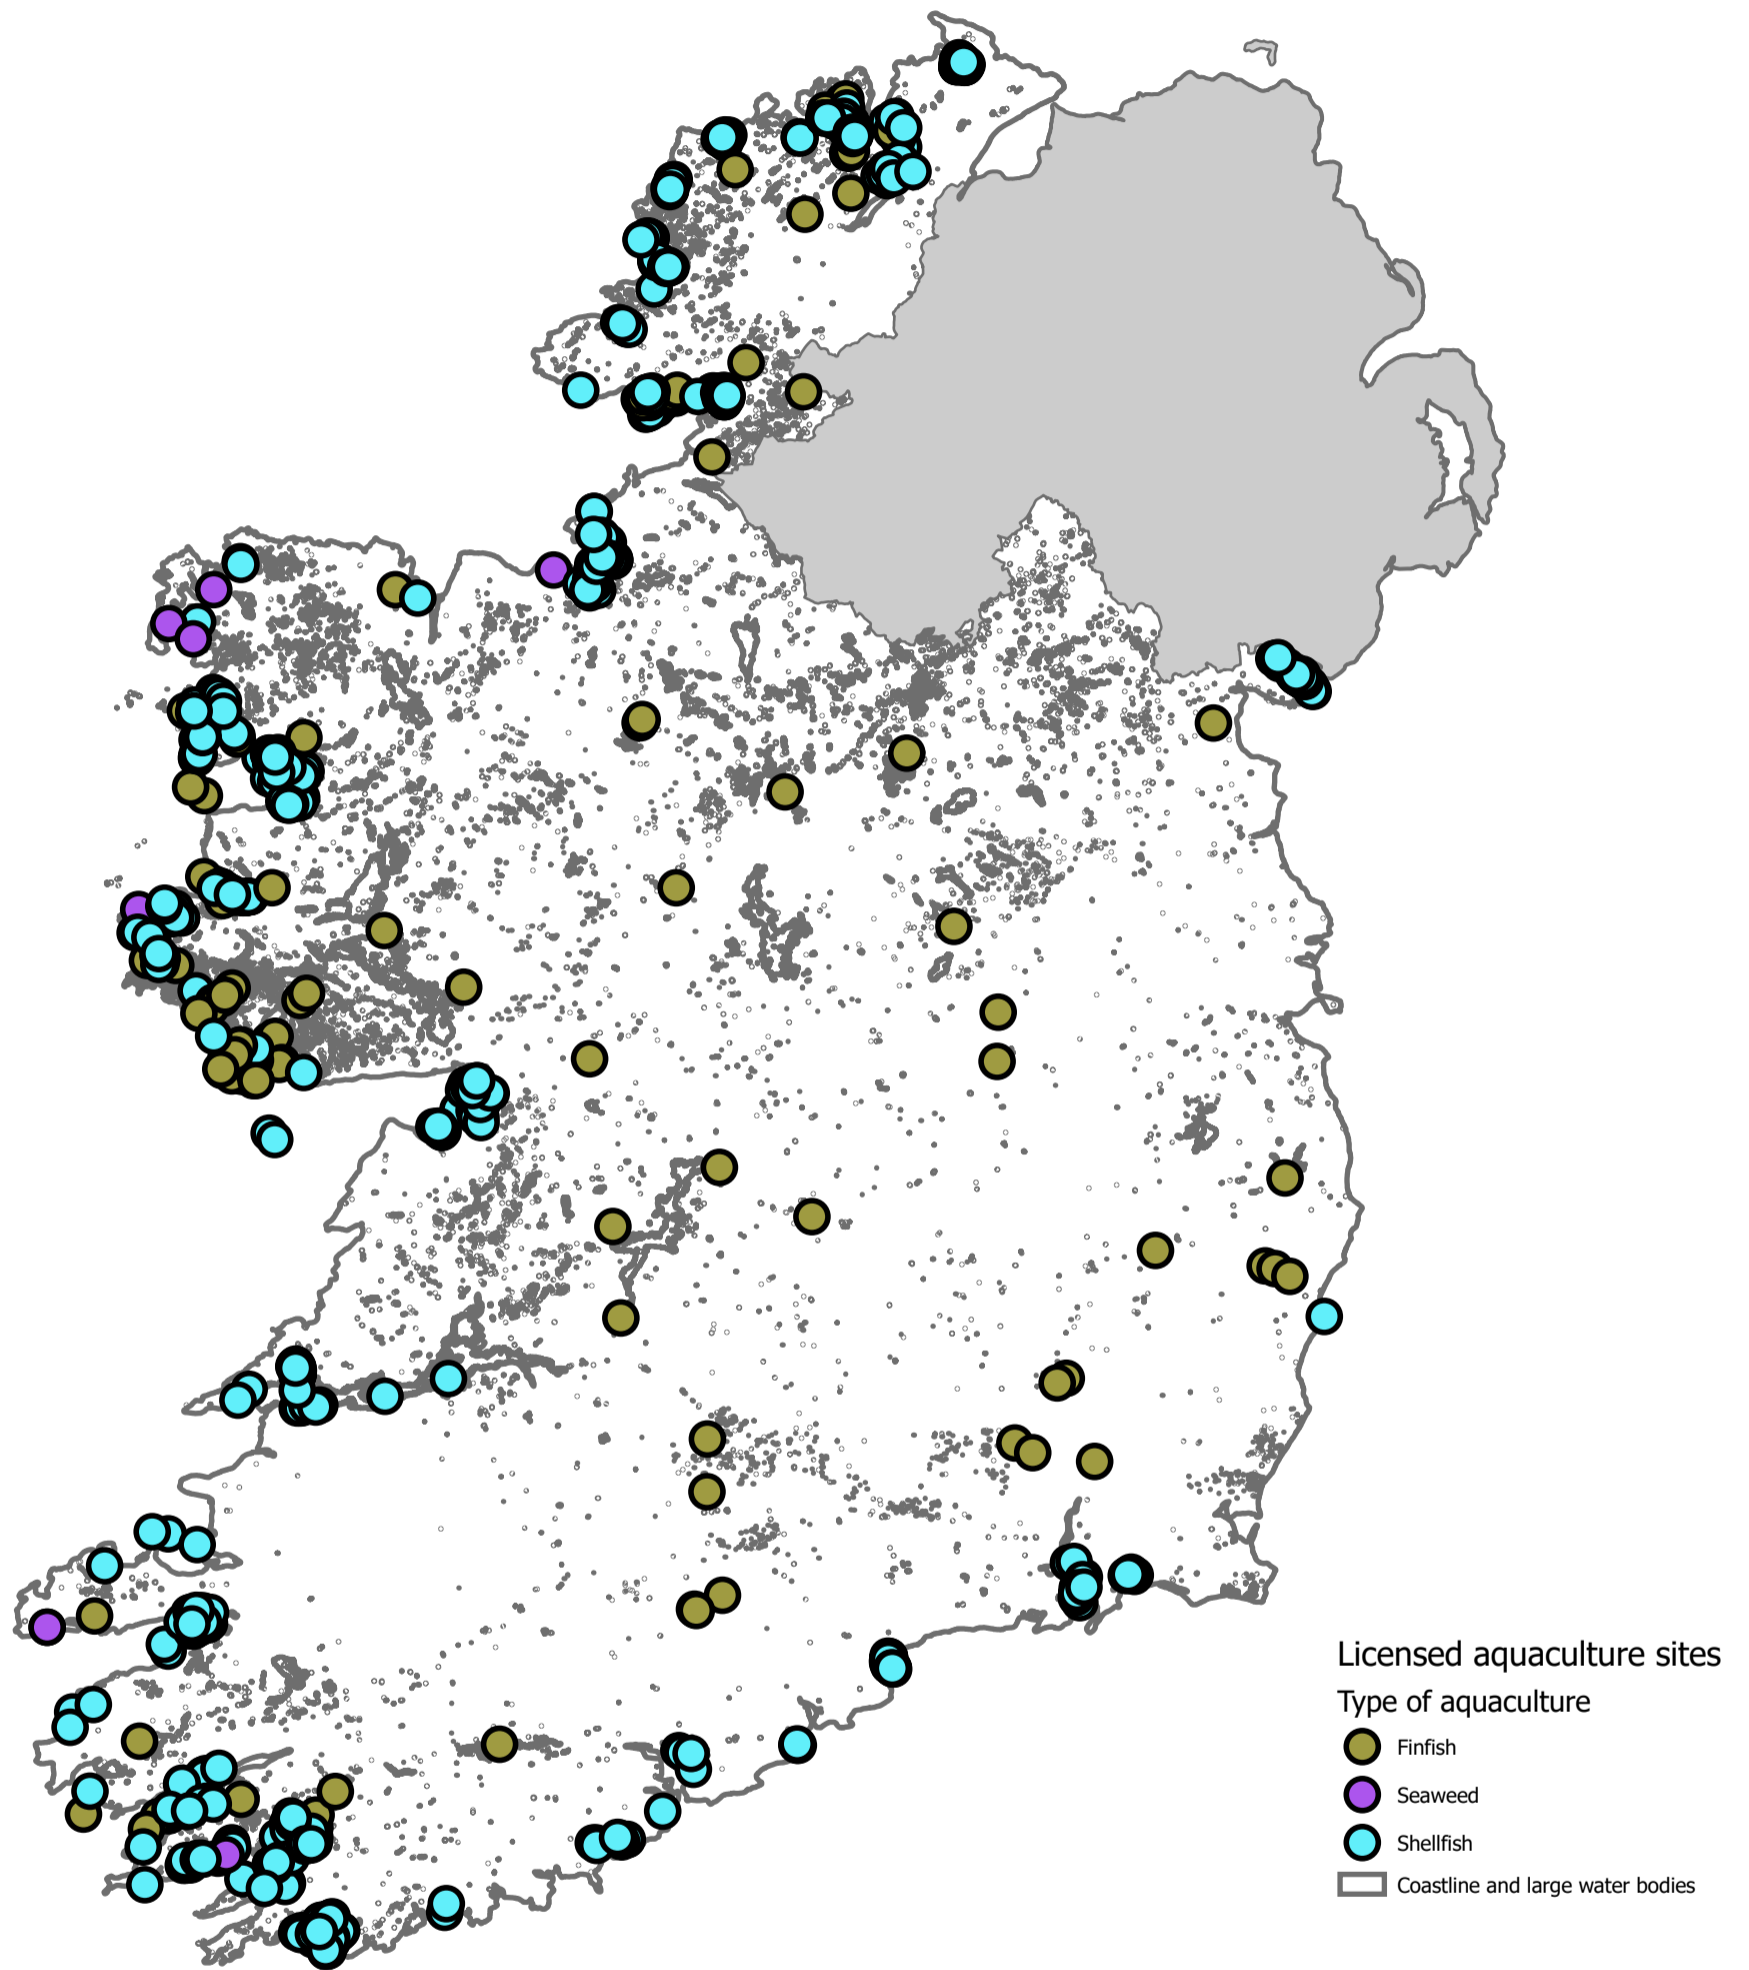 Licensed aquaculture sites
Type of aquaculture
Finfish
Seaweed
Shellfish
Coastline and large water bodies